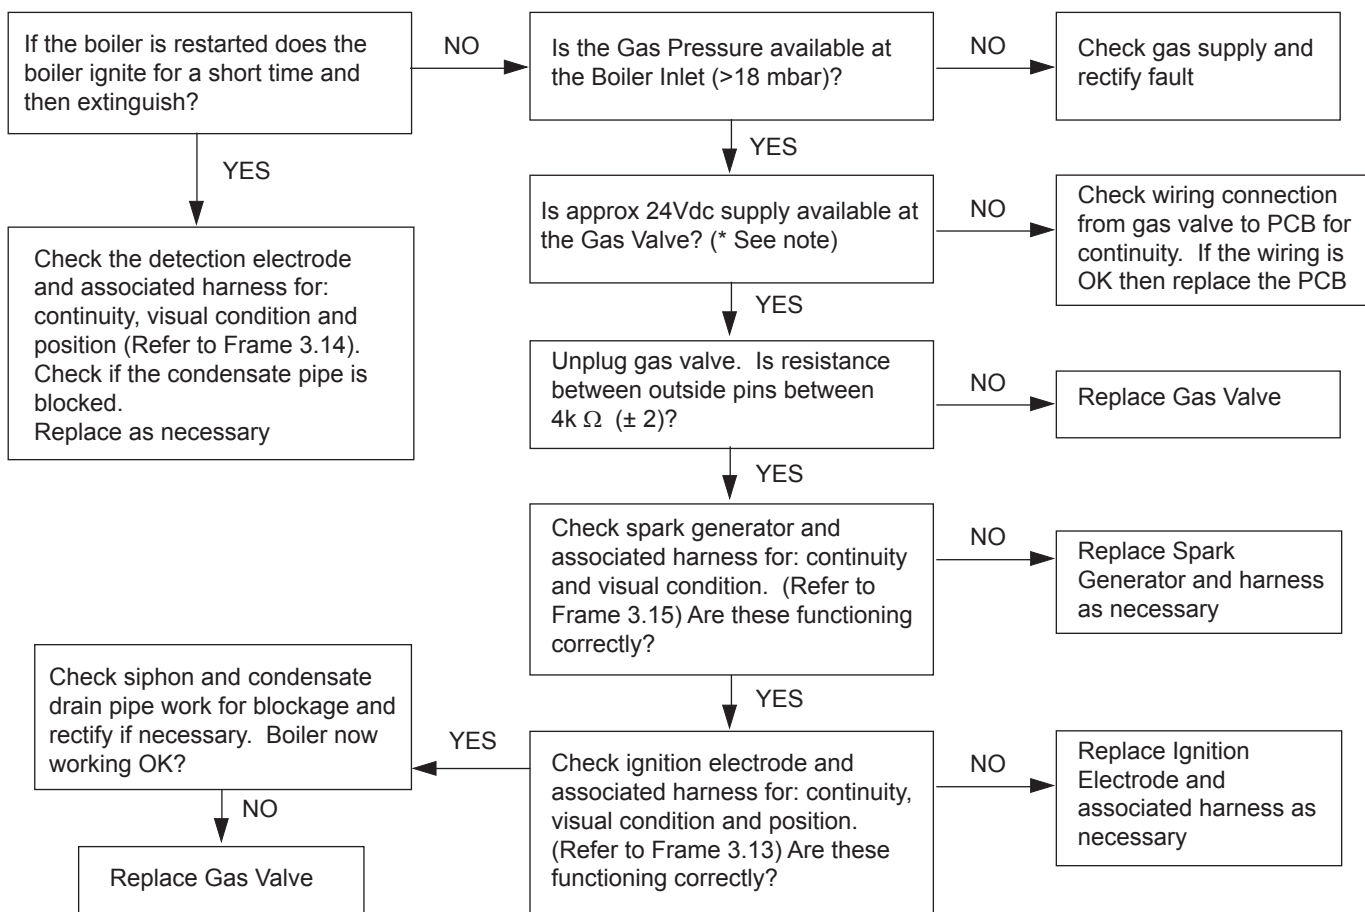 If the boiler is restarted does the
boiler ignite for a short time and
then extinguish?
NO
Is the Gas Pressure available at
the Boiler Inlet (>18 mbar)?
NO
Check gas supply and
rectify fault
YES
YES
Check the detection electrode
and associated harness for:
continuity, visual condition and
position (Refer to Frame 3.14).
Check if the condensate pipe is
blocked.
Replace as necessary
Is approx 24Vdc supply available at
the Gas Valve? (* See note)
NO
Check wiring connection
from gas valve to PCB for
continuity.  If the wiring is
OK then replace the PCB
YES
Unplug gas valve.  Is resistance
between outside pins between
4k Ω  (± 2)?
NO
Replace Gas Valve
YES
Check spark generator and
associated harness for: continuity
and visual condition.  (Refer to
Frame 3.15) Are these functioning
correctly?
NO
Replace Spark
Generator and harness
as necessary
YES
Check ignition electrode and
associated harness for: continuity,
visual condition and position.
(Refer to Frame 3.13) Are these
functioning correctly?
NO
Replace Ignition
Electrode and
associated harness as
necessary
YES
Check siphon and condensate
drain pipe work for blockage and
rectify if necessary.  Boiler now
working OK?
NO
Replace Gas Valve